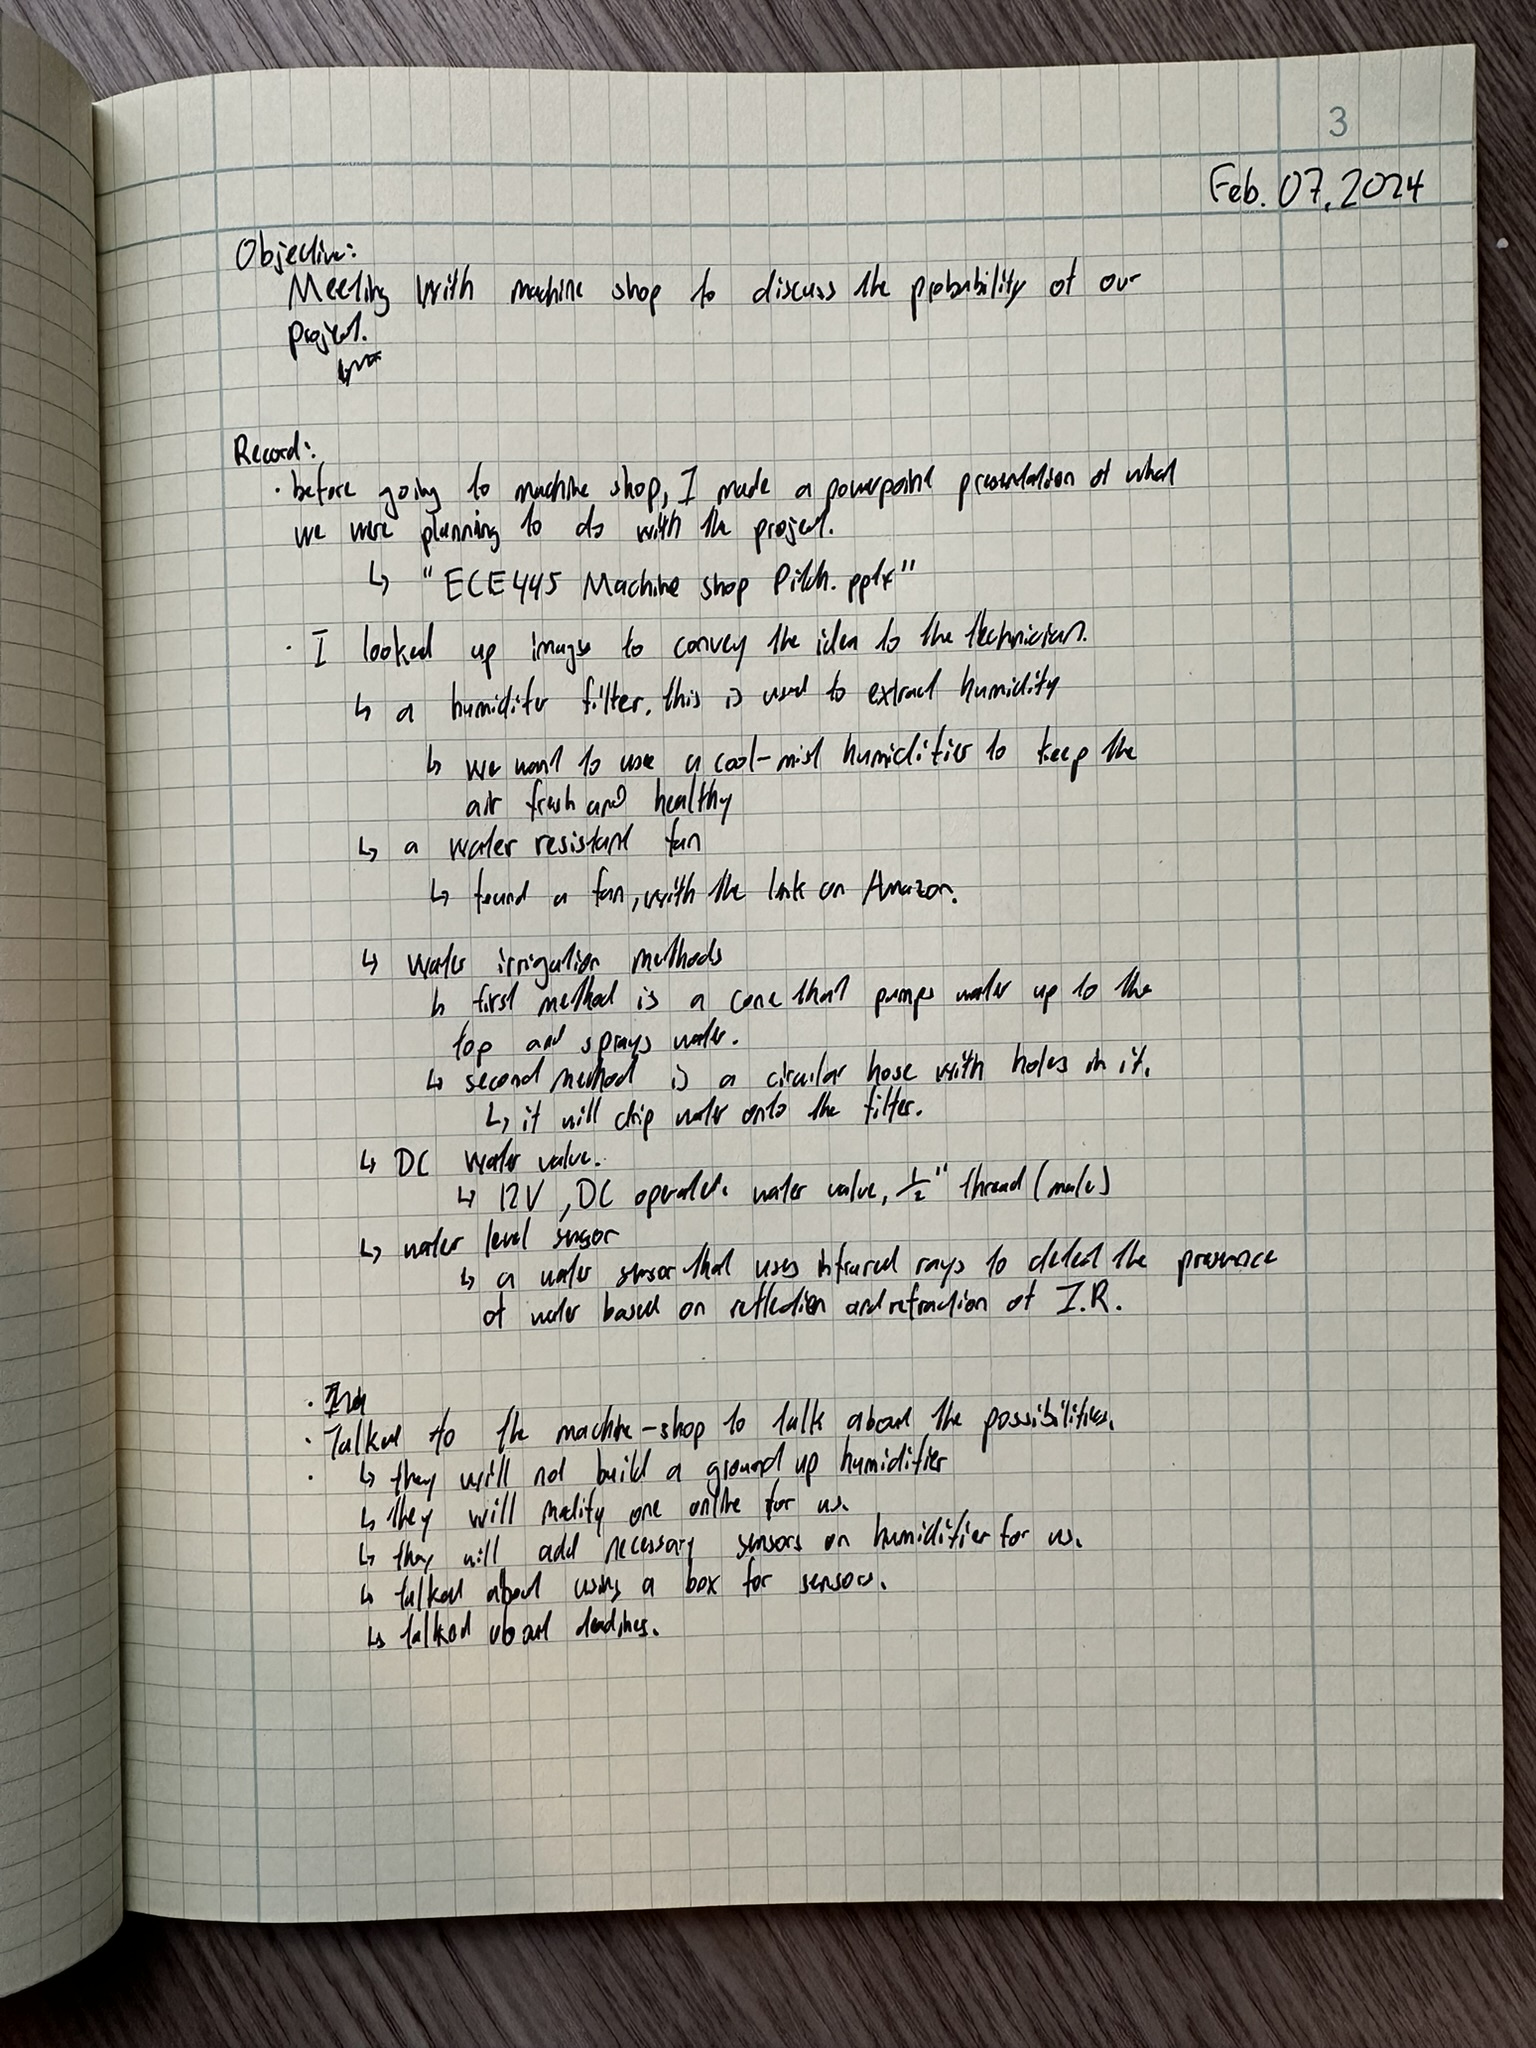 3
Feb. 07, 2024
Objective:
Meeting with machine shop to discuss the probability of our
project.
Record:
· before going to machine shop, I made a powerpoint presentation of what
we were planning to do with the project.
↳ "ECE445 Machine shop Pitch. pptx"
· I looked up images to convey the idea to the technician.
↳ a humidifer filter. this is used to extract humidity
↳ we want to use a cool-mist humidifier to keep the
air fresh and healthy
↳ a water resistant fan
↳ found a fan, with the link on Amazon.
↳ water irrigation methods
↳ first method is a cone that pumps water up to the
top and sprays water.
↳ second method is a circular hose with holes in it.
↳ it will drip water onto the filter.
↳ DC water valve.
↳ 12V, DC operated water valve, 1/2" thread (male)
↳ water level sensor
↳ a water sensor that uses infrared rays to detect the presence
of water based on reflection and refraction of I.R.
·
· Talked to the machine-shop to talk about the possibilities.
· ↳ they will not build a ground up humidifier
↳ they will modify one online for us.
↳ they will add necessary sensors on humidifier for us.
↳ talked about using a box for sensors.
↳ talked about deadlines.